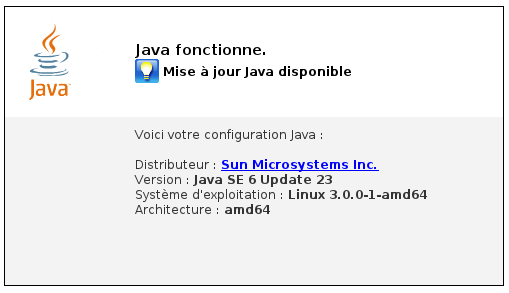 Java
Java fonctionne.
Mise à jour Java disponible
Voici votre configuration Java :
Distributeur : Sun Microsystems Inc.
Version : Java SE 6 Update 23
Système d'exploitation : Linux 3.0.0-1-amd64
Architecture : amd64